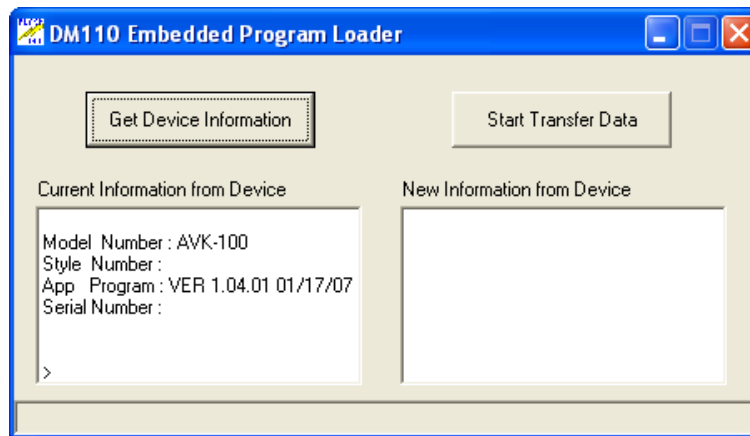 DM110 Embedded Program Loader
Get Device Information
Start Transfer Data
Current Information from Device
New Information from Device
Model Number : AVK-100
Style Number :
App Program : VER 1.04.01 01/17/07
Serial Number :
>